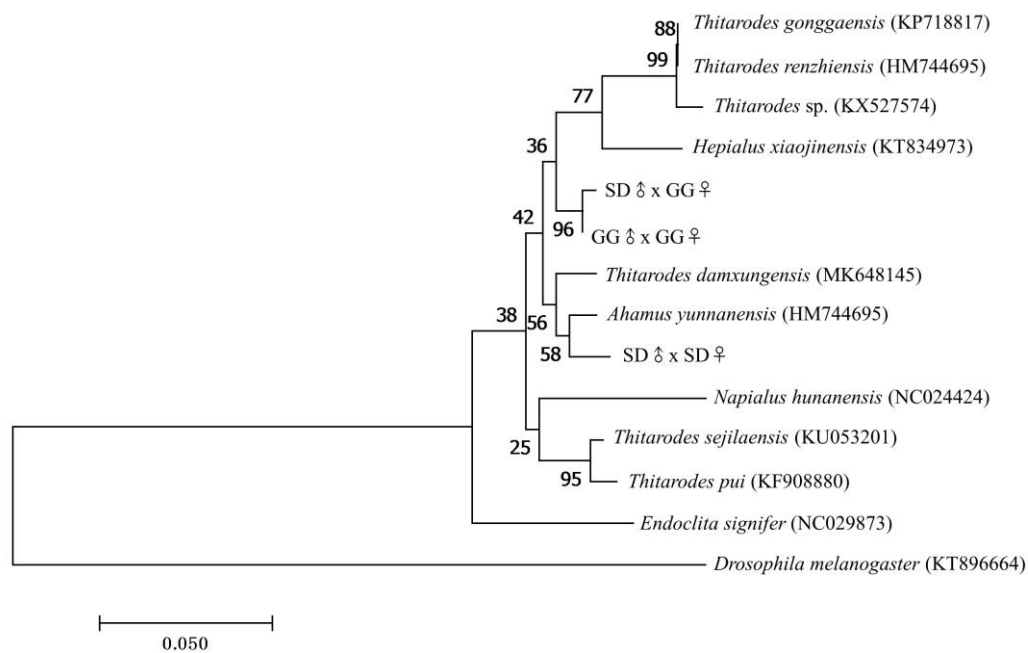 88
Thitarodes gonggaensis (KP718817)
99
Thitarodes renzhiensis (HM744695)
77
Thitarodes sp. (KX527574)
36
Hepialus xiaojinensis (KT834973)
SD♂ x GG♀
42
96
GG♂ x GG♀
Thitarodes damxungensis (MK648145)
38
56
Ahamus yunnanensis (HM744695)
58
SD♂ x SD♀
Napialus hunanensis (NC024424)
25
Thitarodes sejilaensis (KU053201)
95
Thitarodes pui (KF908880)
Endoclita signifer (NC029873)
Drosophila melanogaster (KT896664)
0.050